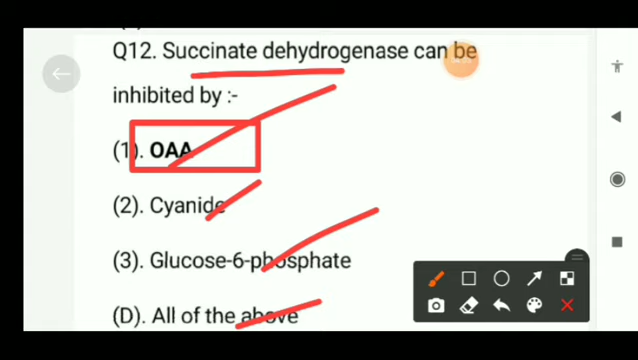 Q12. Succinate dehydrogenase can be
inhibited by :-
(1). OAA
(2). Cyanide
(3). Glucose-6-phosphate
(D). All of the above